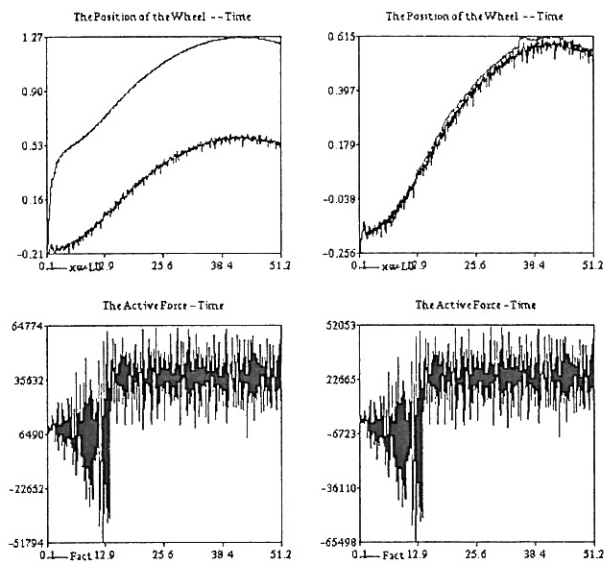 The Position of the Wheel -- Time
1.27
0.90
0.53
0.16
-0.21
0.1 12.9 25.6 38.4 51.2
The Position of the Wheel -- Time
0.615
0.397
0.179
-0.038
-0.256
0.1 12.9 25.6 38.4 51.2
The Active Force - Time
64774
35632
6490
-22652
-51794
0.1 Fact 12.9 25.6 38.4 51.2
The Active Force - Time
52053
22665
-6723
-36110
-65498
0.1 Fact 12.9 25.6 38.4 51.2